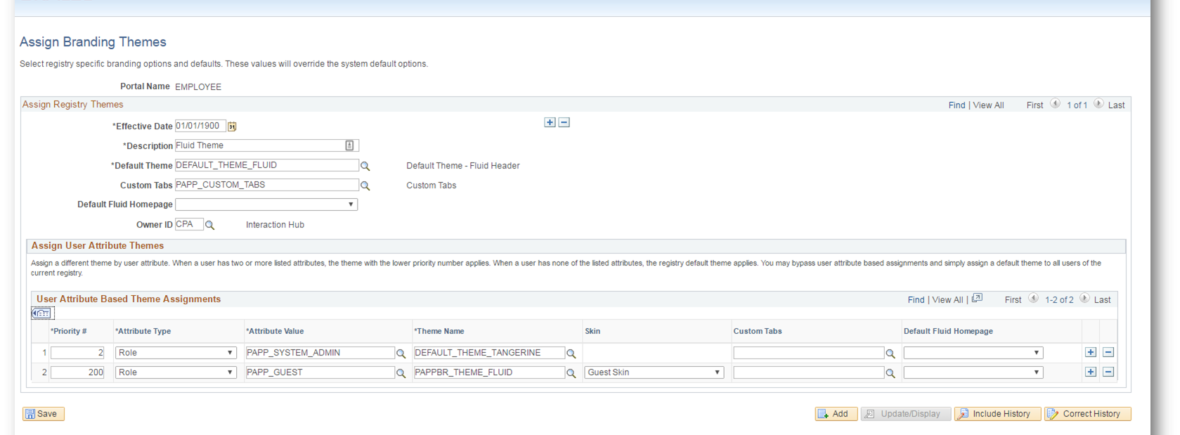 Assign Branding Themes
Select registry specific branding options and defaults. These values will override the system default options.
Portal Name EMPLOYEE
Assign Registry Themes Find | View All First 1 of 1 Last
*Effective Date 01/01/1900
*Description Fluid Theme
*Default Theme DEFAULT_THEME_FLUID Default Theme - Fluid Header
Custom Tabs PAPP_CUSTOM_TABS Custom Tabs
Default Fluid Homepage
Owner ID CPA Interaction Hub
Assign User Attribute Themes
Assign a different theme by user attribute. When a user has two or more listed attributes, the theme with the lower priority number applies. When a user has none of the listed attributes, the registry default theme applies. You may bypass user attribute based assignments and simply assign a default theme to all users of the
current registry.
User Attribute Based Theme Assignments Find | View All | First 1-2 of 2 Last
*Priority # *Attribute Type *Attribute Value *Theme Name Skin Custom Tabs Default Fluid Homepage
1 2 Role PAPP_SYSTEM_ADMIN DEFAULT_THEME_TANGERINE
2 200 Role PAPP_GUEST PAPPBR_THEME_FLUID Guest Skin
Save Add Update/Display Include History Correct History